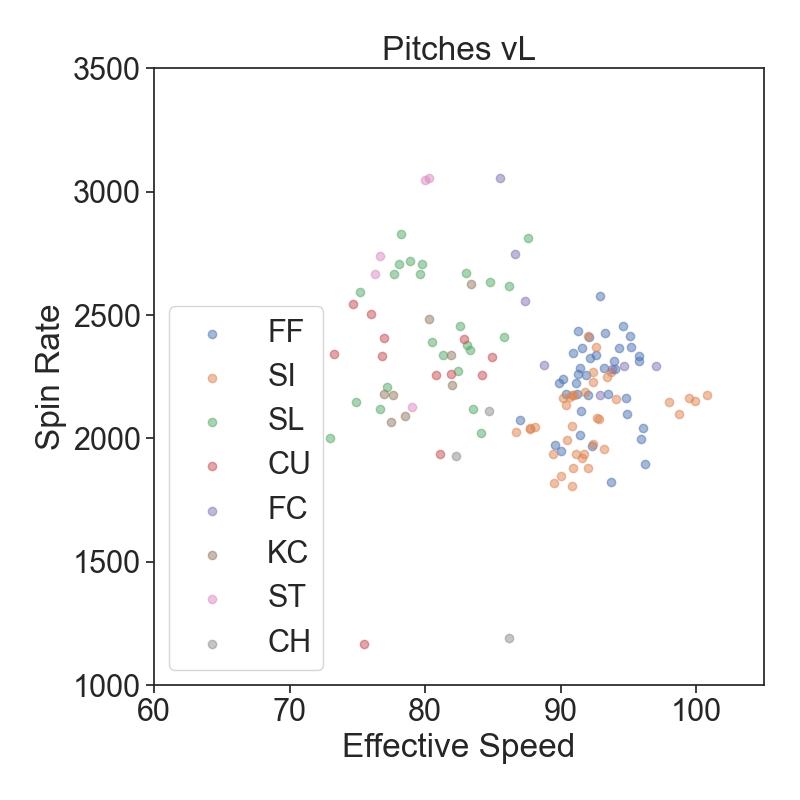 Pitches vL
3500
3000
2500
2000
1500
1000
Spin Rate
FF
SI
SL
CU
FC
KC
ST
CH
60 70 80 90 100
Effective Speed